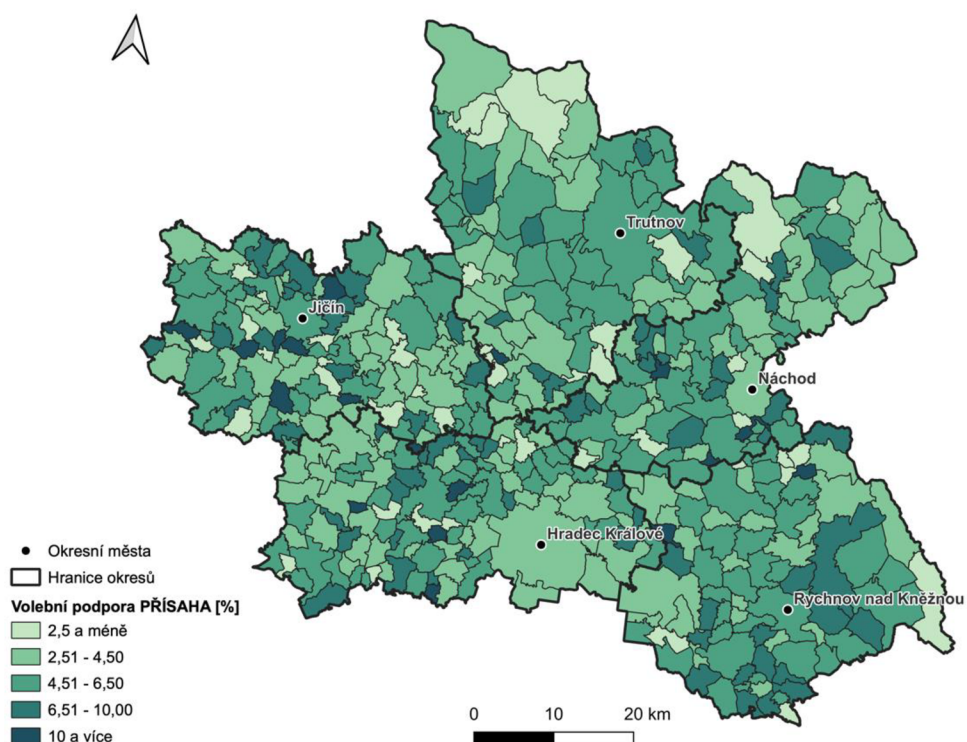 Trutnov
Jičín
Náchod
Hradec Králové
Rychnov nad Kněžnou
Okresní města
Hranice okresů
Volební podpora PŘÍSAHA [%]
2,5 a méně
2,51 - 4,50
4,51 - 6,50
6,51 - 10,00
10 a více
0 10 20 km